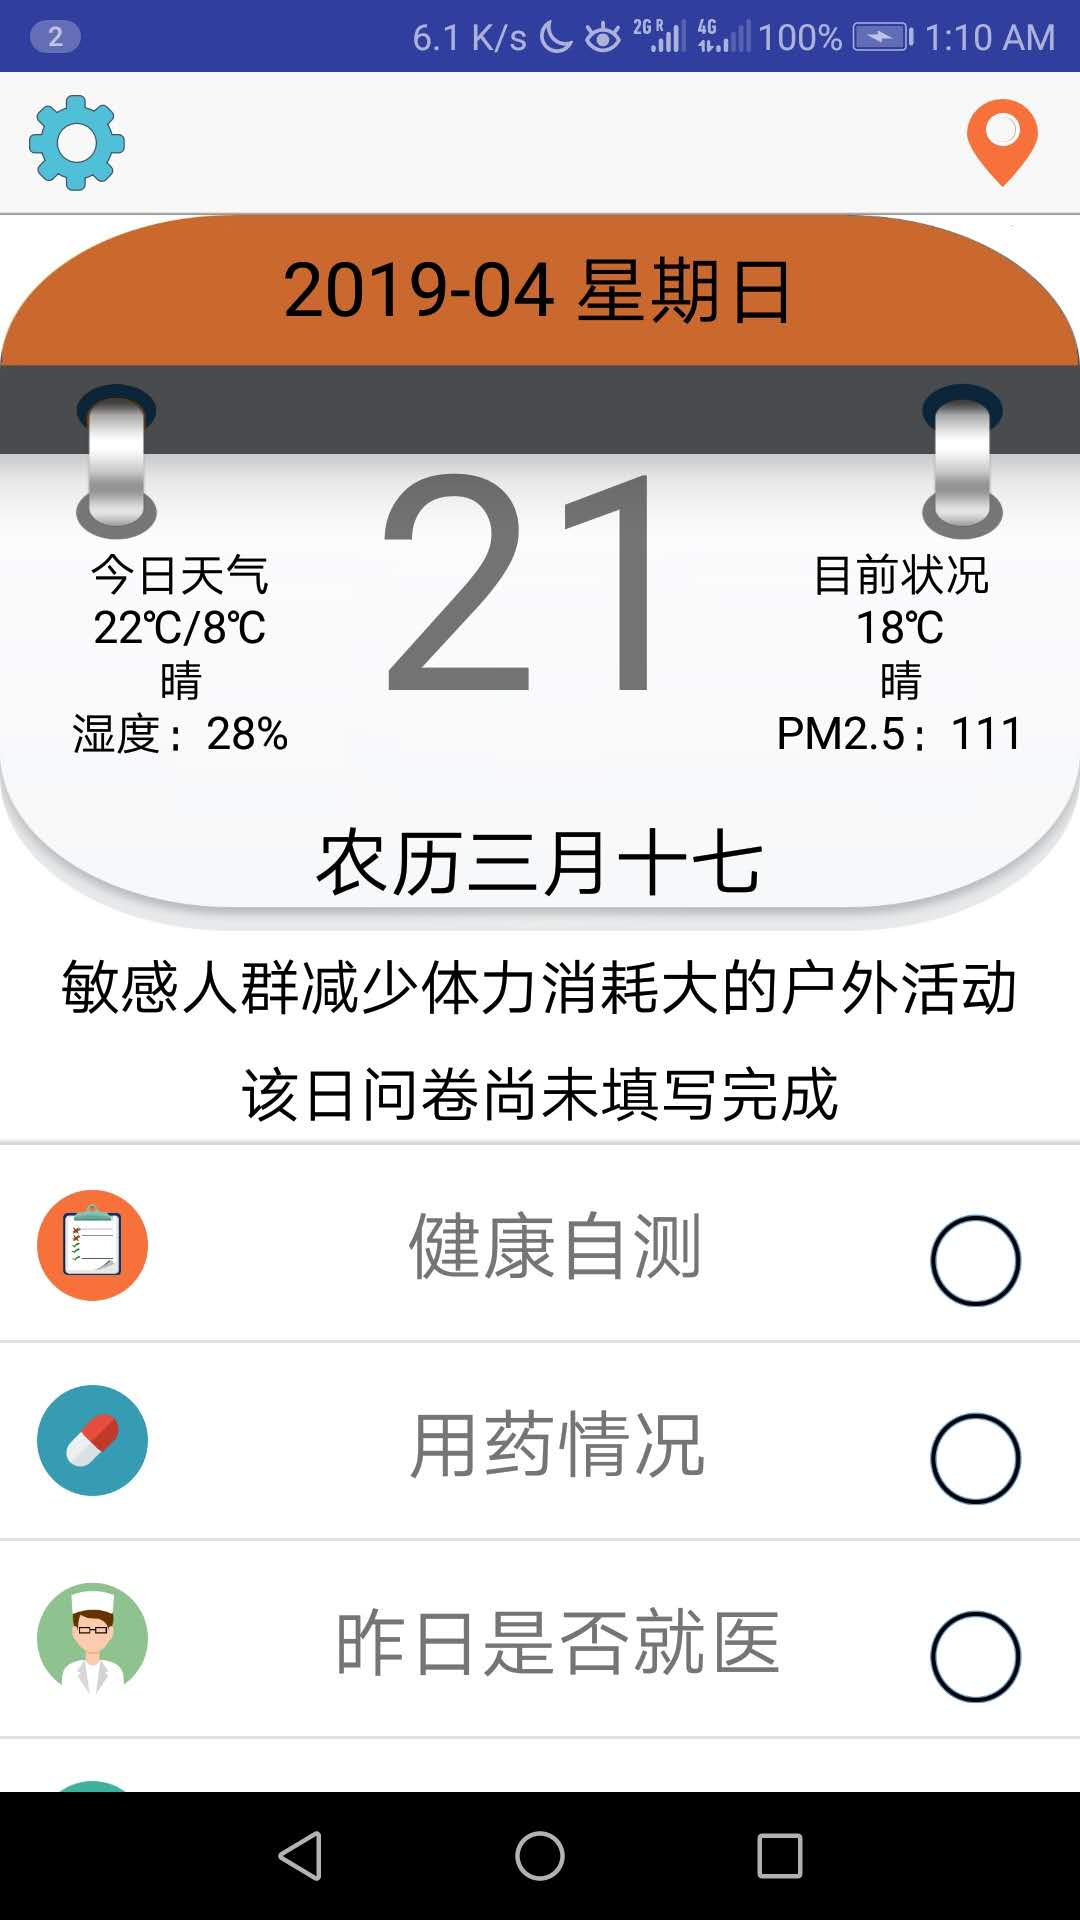 2
6.1 K/s 2G R 4G 100% 1:10 AM
2019-04 星期日
21
今日天气
22℃/8℃
晴
湿度：28%
目前状况
18℃
晴
PM2.5：111
农历三月十七
敏感人群减少体力消耗大的户外活动
该日问卷尚未填写完成
健康自测
用药情况
昨日是否就医